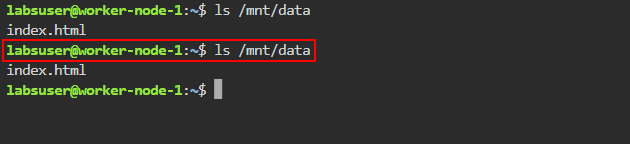 labsuser@worker-node-1:~$ ls /mnt/data
index.html
labsuser@worker-node-1:~$ ls /mnt/data
index.html
labsuser@worker-node-1:~$